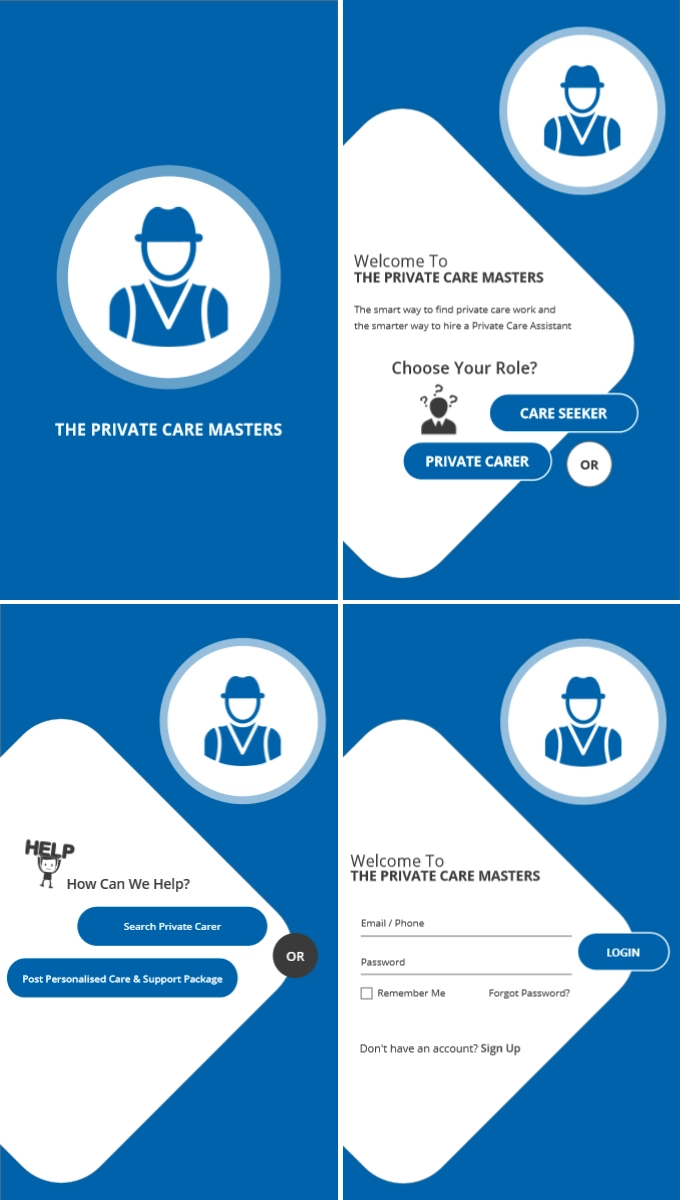 THE PRIVATE CARE MASTERS
Welcome To
THE PRIVATE CARE MASTERS
The smart way to find private care work and
the smarter way to hire a Private Care Assistant
Choose Your Role?
? ? ?
CARE SEEKER
PRIVATE CARER
OR
HELP
How Can We Help?
Search Private Carer
OR
Post Personalised Care & Support Package
Welcome To
THE PRIVATE CARE MASTERS
Email / Phone
LOGIN
Password
Remember Me
Forgot Password?
Don't have an account? Sign Up